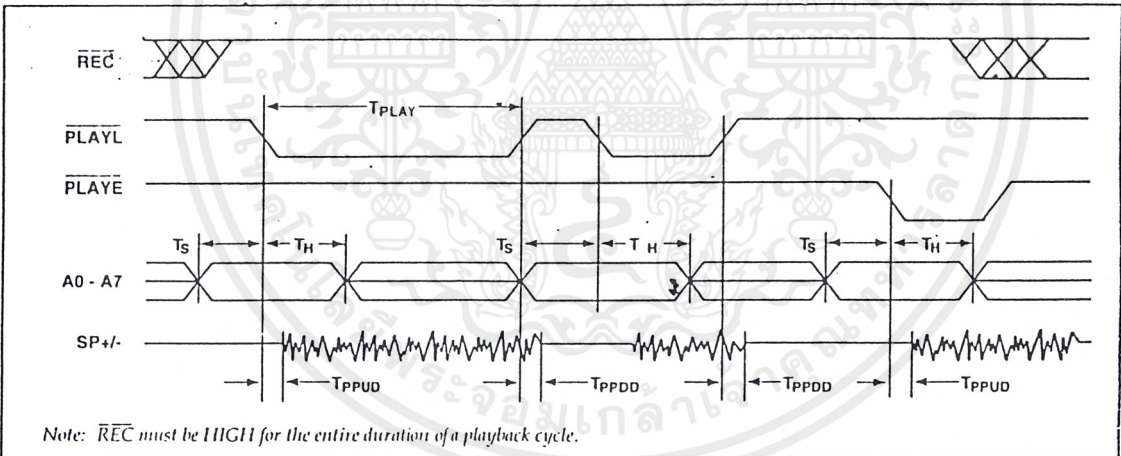 REC
TPLAY
PLAYL
PLAYE
TS TH TS TH TS TH
A0 - A7
SP+/-
TPPUD TPPDD TPPDD TPPUD
Note: REC must be HIGH for the entire duration of a playback cycle.